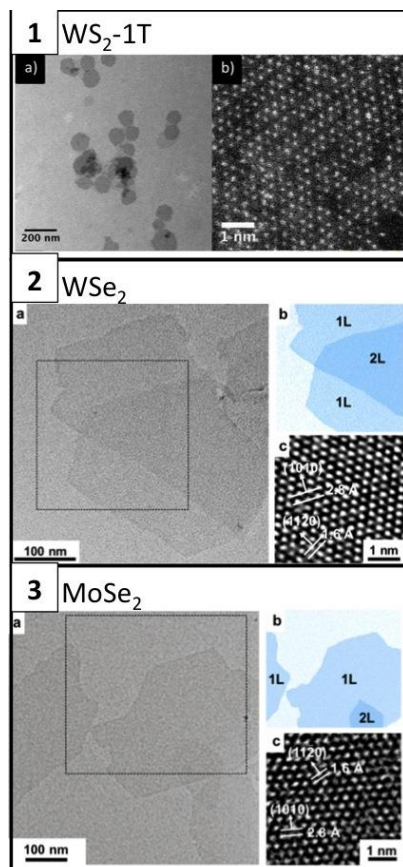 1 WS₂-1T
a)
b)
200 nm
1 nm
2 WSe₂
a
b
1L
2L
1L
c
(1010)
2.8 Å
(1120)
1.6 Å
100 nm
1 nm
3 MoSe₂
a
b
1L
1L
2L
c
(1120)
1.6 Å
(1010)
2.8 Å
100 nm
1 nm